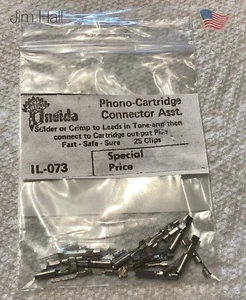 Jim Hall
Oneida
Phono-Cartridge
Connector Asst.
Solder or Crimp to Leads in Tone-arm then
connect to Cartridge out-put Pins
Fast - Safe - Sure 25 Clips
IL-073
Special
Price